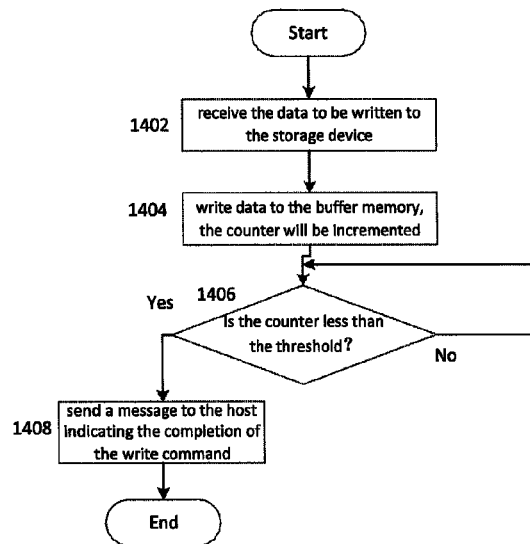 Start
1402
receive the data to be written to
the storage device
1404
write data to the buffer memory,
the counter will be incremented
1406
Yes
Is the counter less than
the threshold?
No
1408
send a message to the host
indicating the completion of
the write command
End